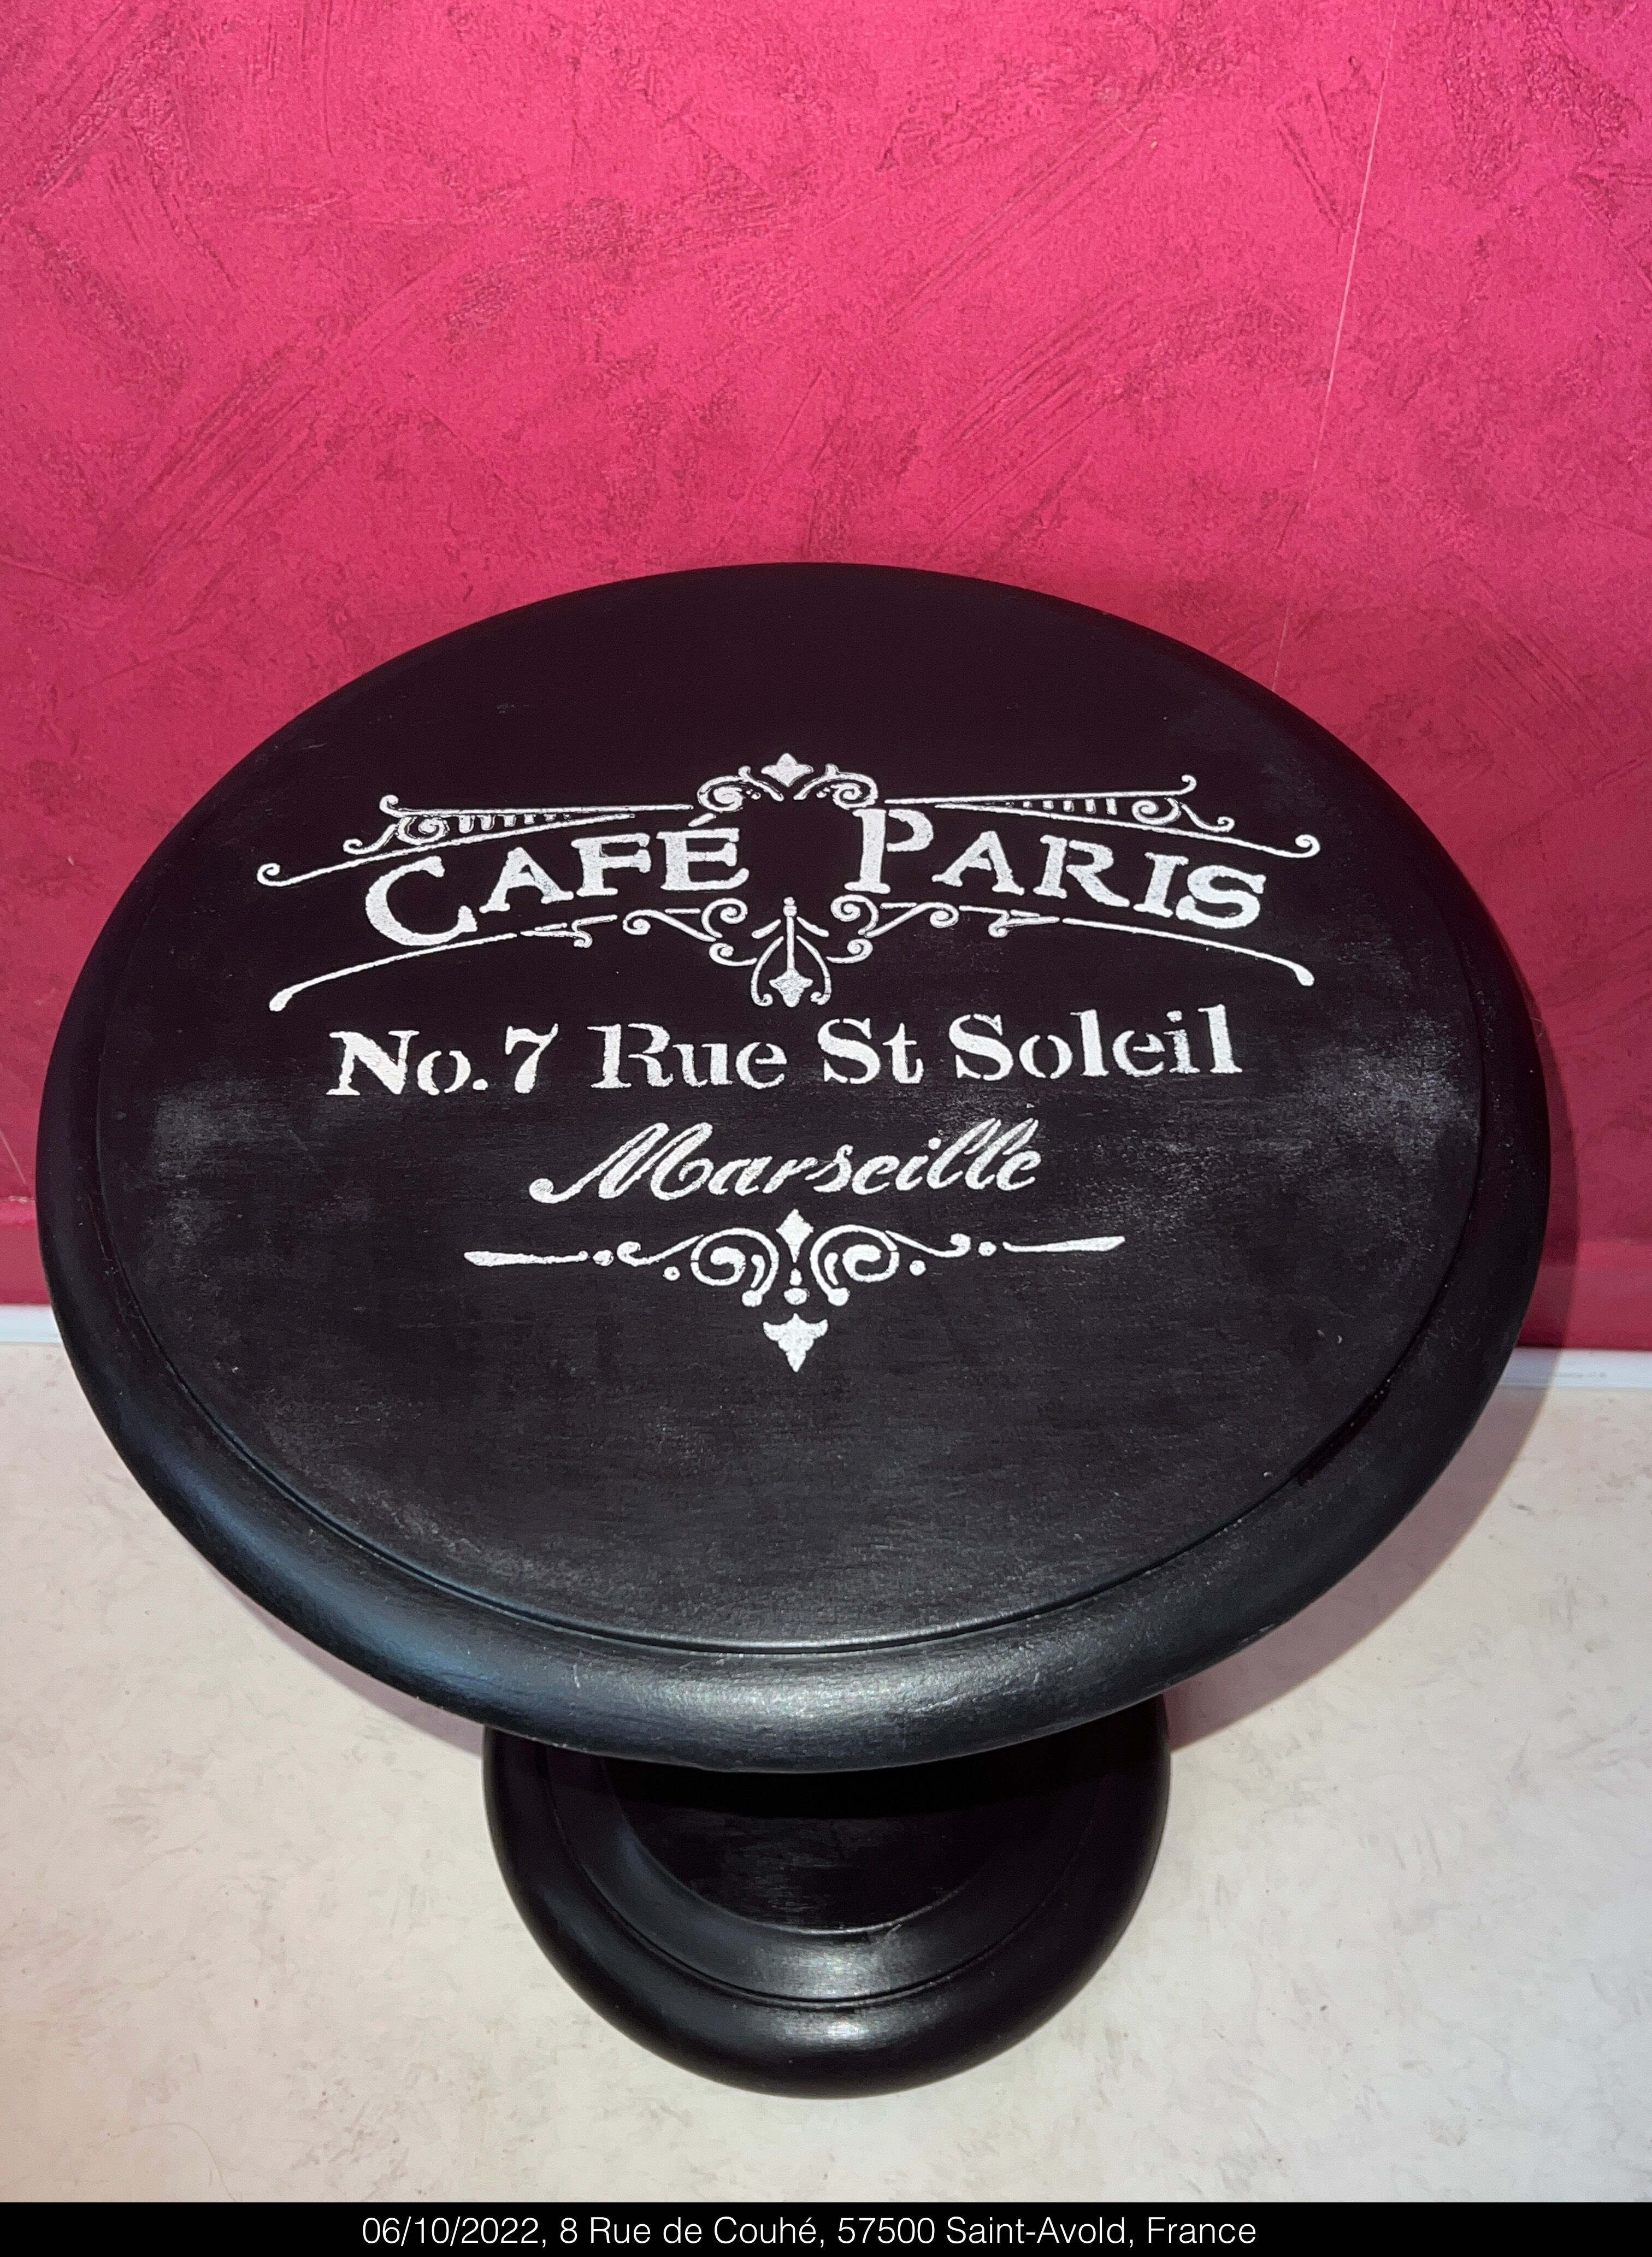 CAFÉ PARIS
No. 7 Rue St Soleil
Marseille
06/10/2022, 8 Rue de Couhé, 57500 Saint-Avold, France